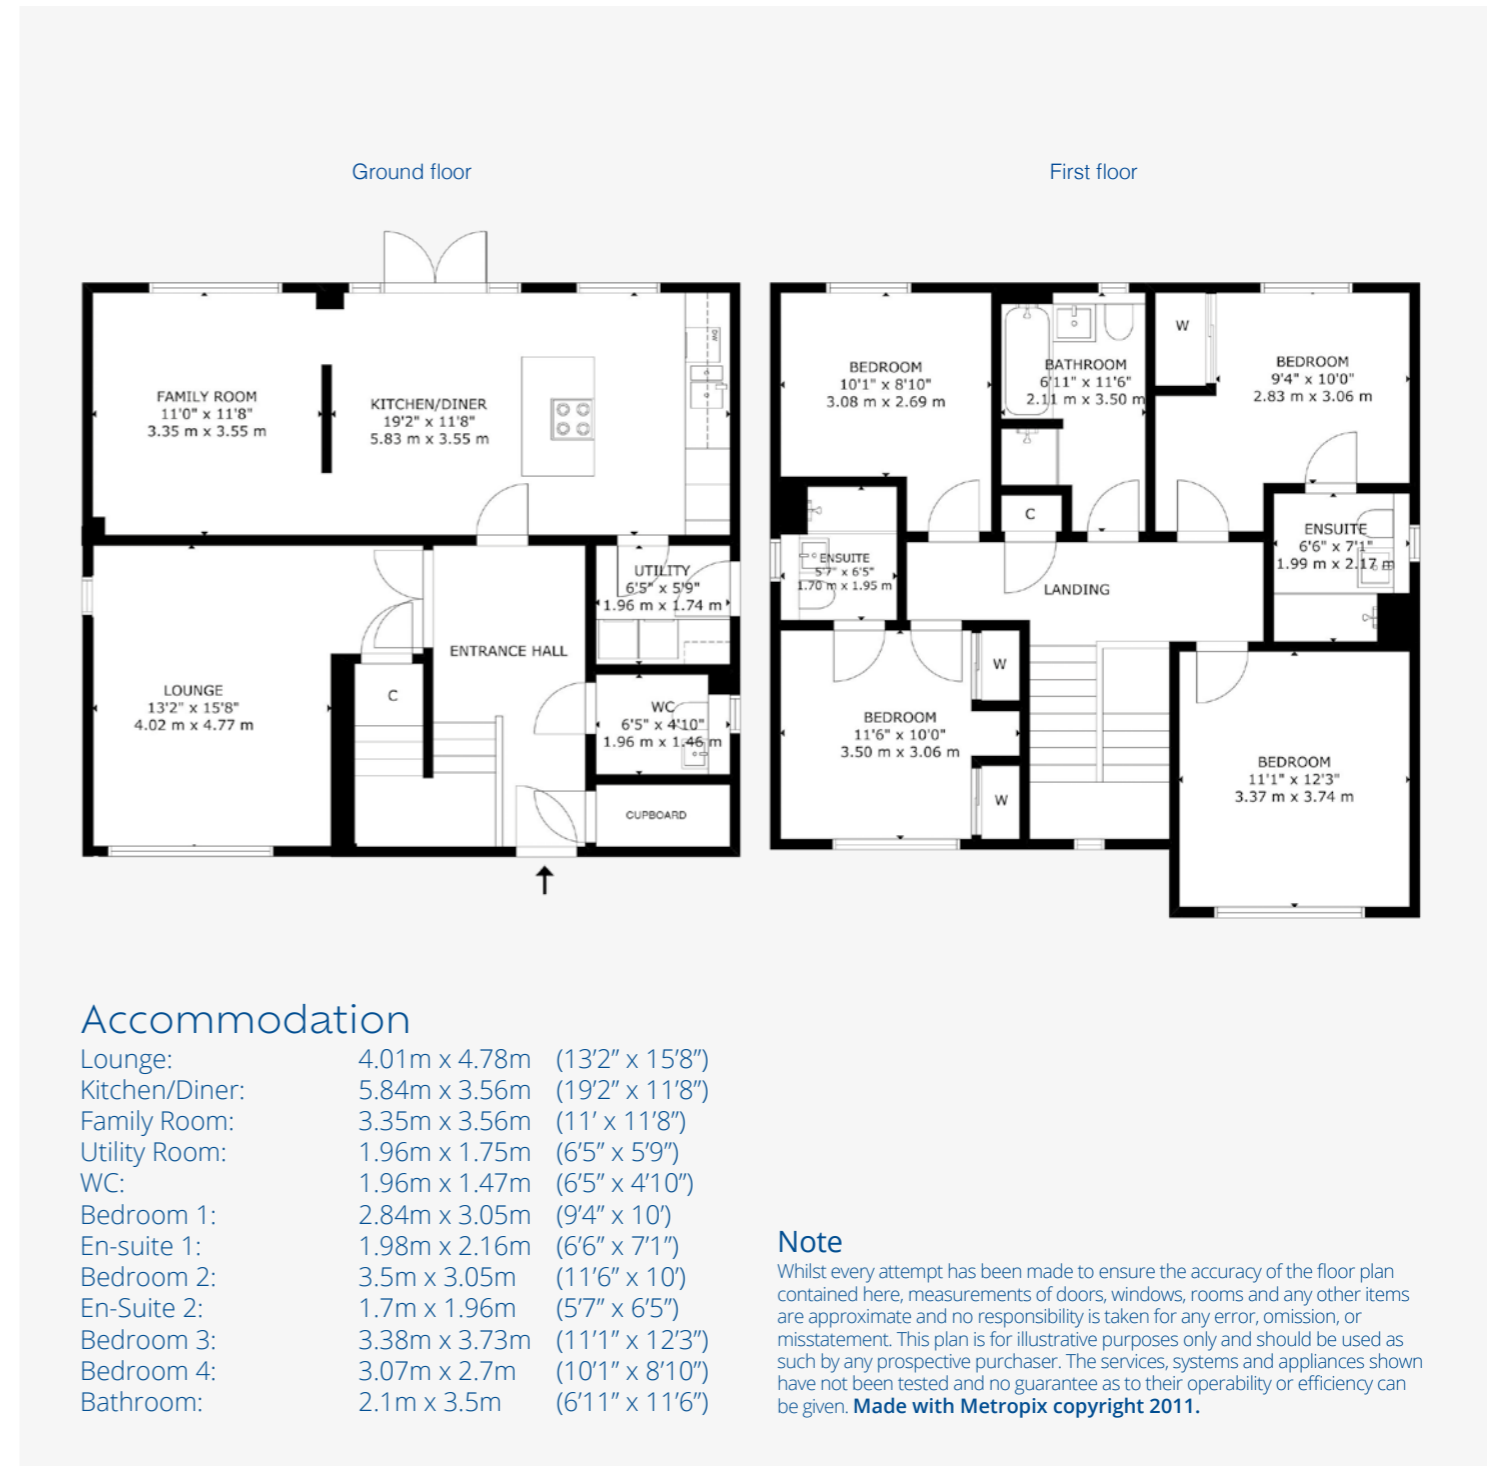 Ground floor
First floor
FAMILY ROOM
11'0" x 11'8"
3.35 m x 3.55 m
KITCHEN/DINER
19'2" x 11'8"
5.83 m x 3.55 m
DW
UTILITY
6'5" x 5'9"
1.96 m x 1.74 m
ENTRANCE HALL
LOUNGE
13'2" x 15'8"
4.02 m x 4.77 m
C
WC
6'5" x 4'10"
1.96 m x 1.46 m
CUPBOARD
BEDROOM
10'1" x 8'10"
3.08 m x 2.69 m
BATHROOM
6'11" x 11'6"
2.11 m x 3.50 m
W
BEDROOM
9'4" x 10'0"
2.83 m x 3.06 m
C
ENSUITE
5'7" x 6'5"
1.70 m x 1.95 m
ENSUITE
6'6" x 7'1"
1.99 m x 2.17 m
LANDING
W
BEDROOM
11'6" x 10'0"
3.50 m x 3.06 m
W
BEDROOM
11'1" x 12'3"
3.37 m x 3.74 m
Accommodation
Lounge: 4.01m x 4.78m (13’2” x 15’8”)
Kitchen/Diner: 5.84m x 3.56m (19’2” x 11’8”)
Family Room: 3.35m x 3.56m (11’ x 11’8”)
Utility Room: 1.96m x 1.75m (6’5” x 5’9”)
WC: 1.96m x 1.47m (6’5” x 4’10”)
Bedroom 1: 2.84m x 3.05m (9’4” x 10’)
En-suite 1: 1.98m x 2.16m (6’6” x 7’1”)
Bedroom 2: 3.5m x 3.05m (11’6” x 10’)
En-Suite 2: 1.7m x 1.96m (5’7” x 6’5”)
Bedroom 3: 3.38m x 3.73m (11’1” x 12’3”)
Bedroom 4: 3.07m x 2.7m (10’1” x 8’10”)
Bathroom: 2.1m x 3.5m (6’11” x 11’6”)
Note
Whilst every attempt has been made to ensure the accuracy of the floor plan
contained here, measurements of doors, windows, rooms and any other items
are approximate and no responsibility is taken for any error, omission, or
misstatement. This plan is for illustrative purposes only and should be used as
such by any prospective purchaser. The services, systems and appliances shown
have not been tested and no guarantee as to their operability or efficiency can
be given. Made with Metropix copyright 2011.